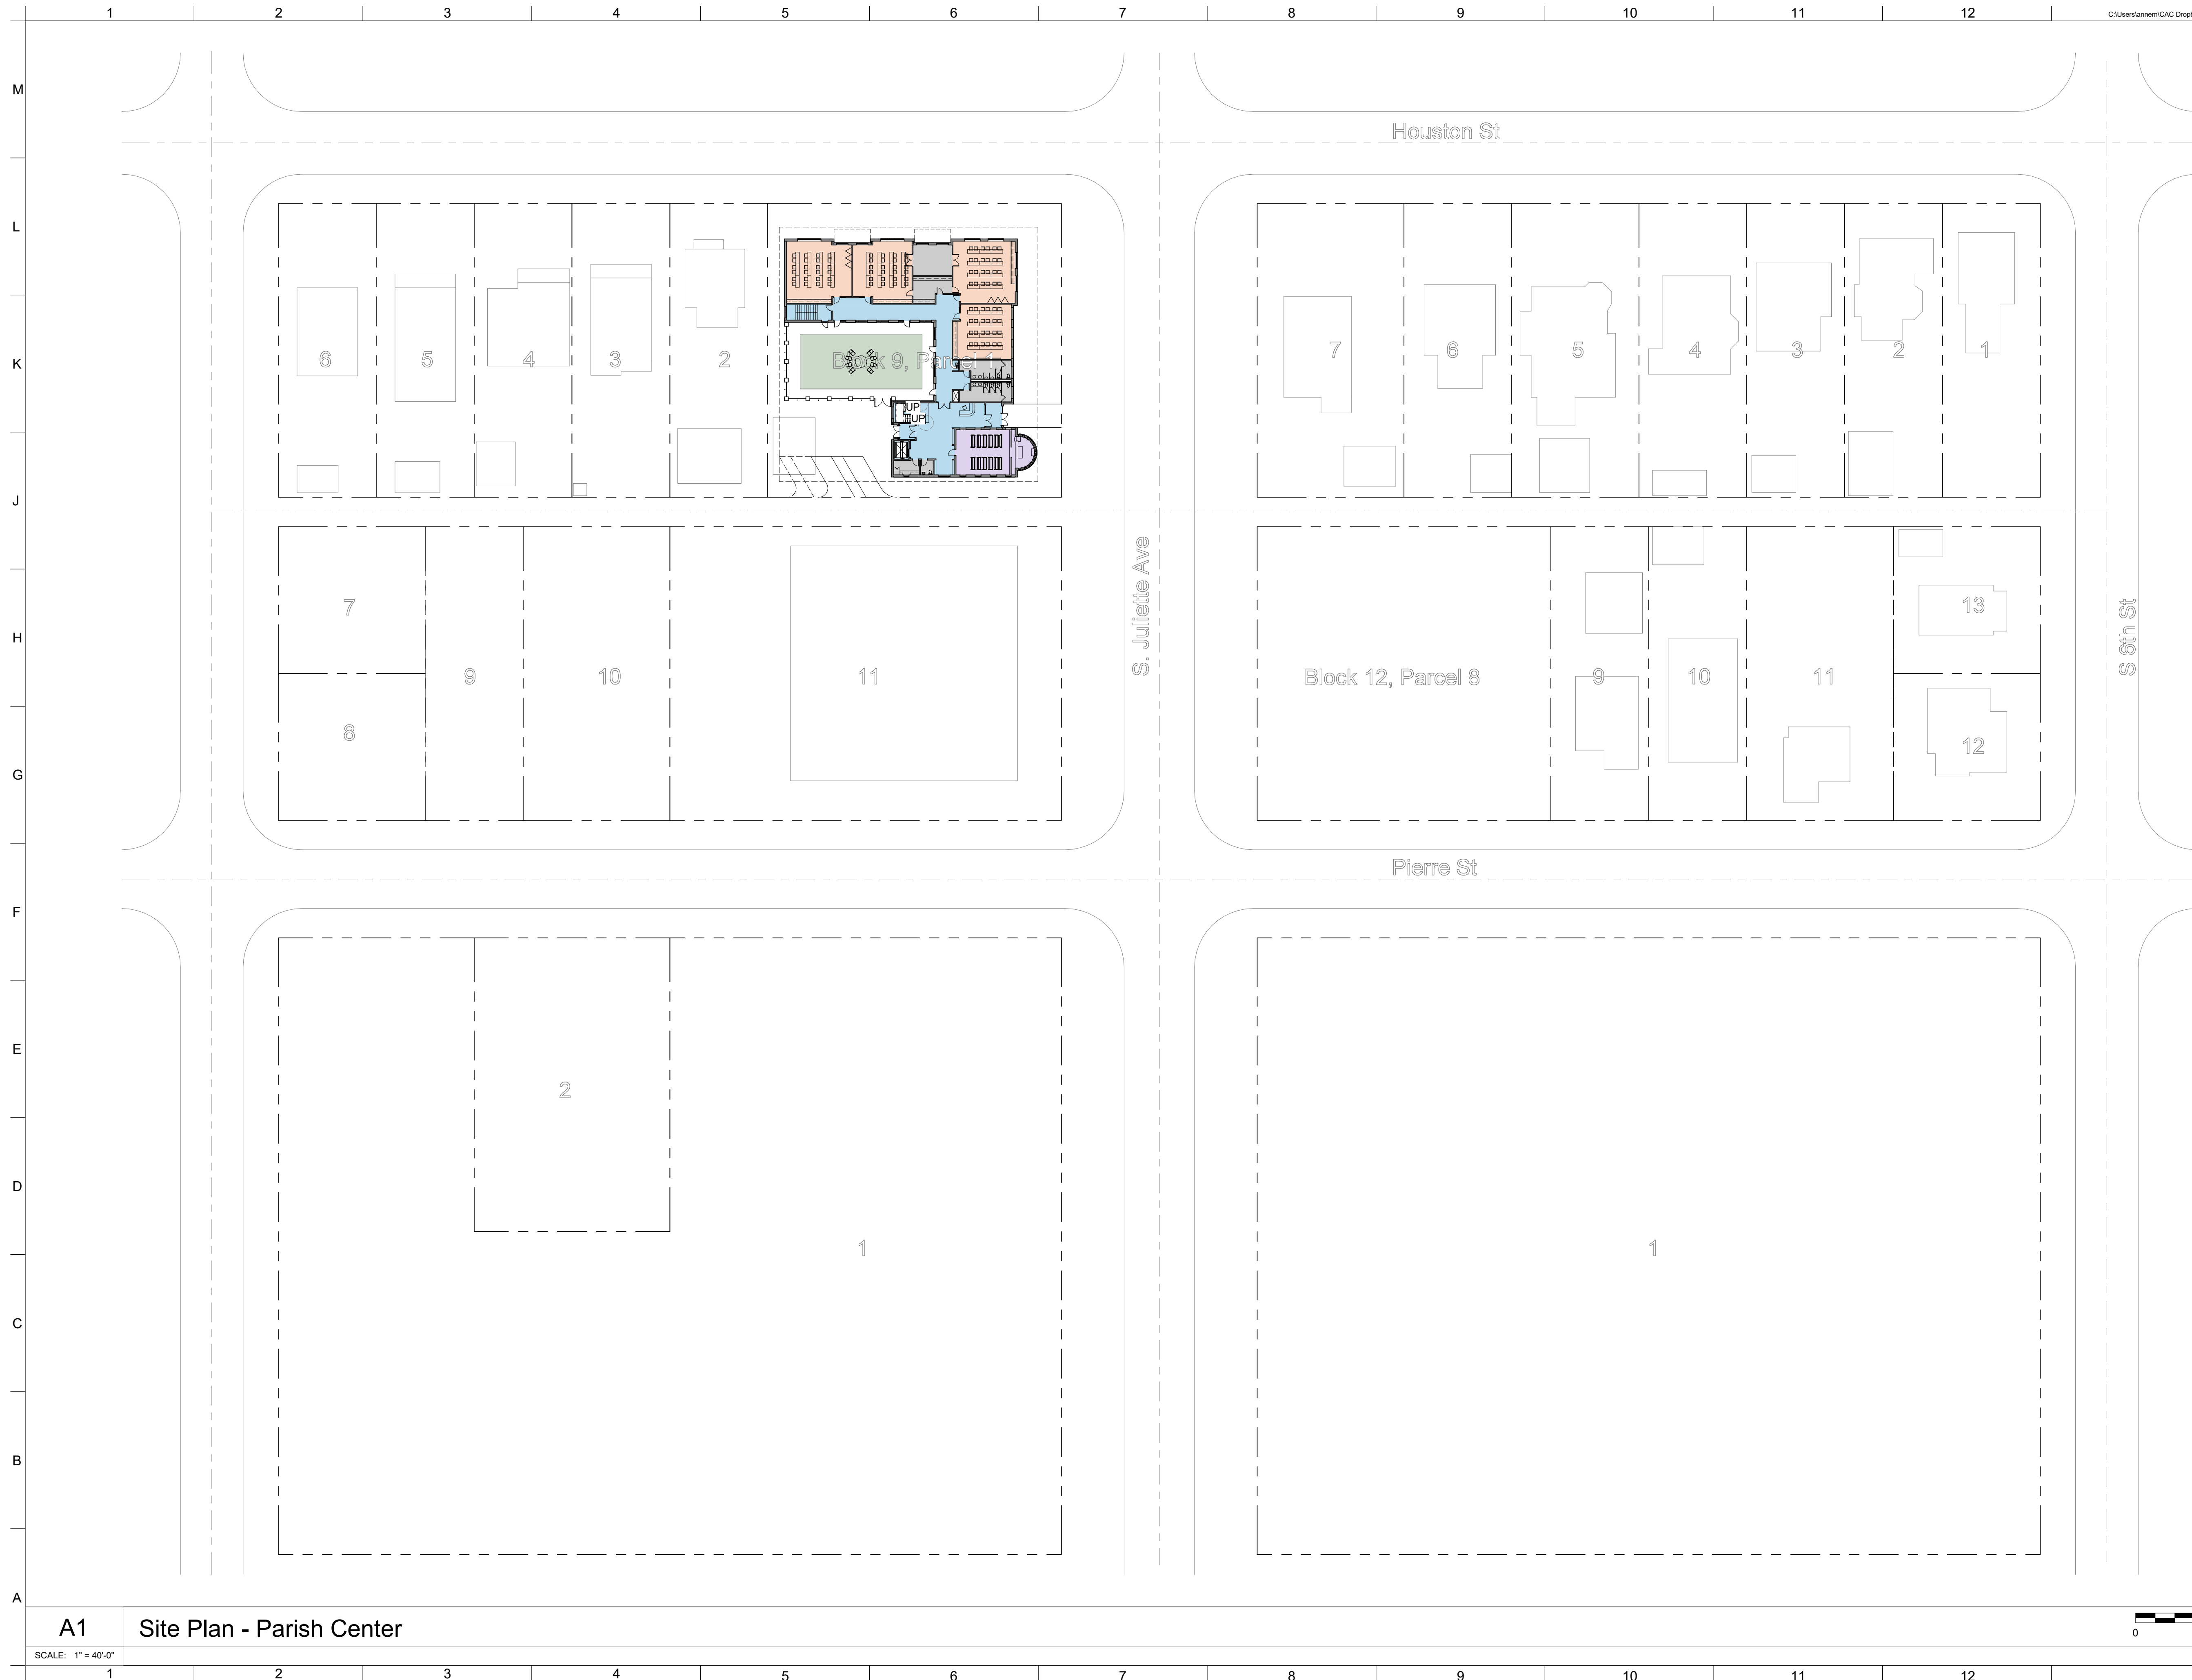 1 2 3 4 5 6 7 8 9 10 11 12
C:\Users\annem\CAC Dropb
M
Houston St
L
K
6 5 4 3 2 Block 9, Parcel 1 7 6 5 4 3 2 1
UP
UP
J
S. Juliette Ave
S 6th St
7 13
H
9 10 11 Block 12, Parcel 8 9 10 11
8 12
G
Pierre St
F
E
2
D
1 1
C
B
A
A1 Site Plan - Parish Center
0
SCALE: 1" = 40'-0"
1 2 3 4 5 6 7 8 9 10 11 12